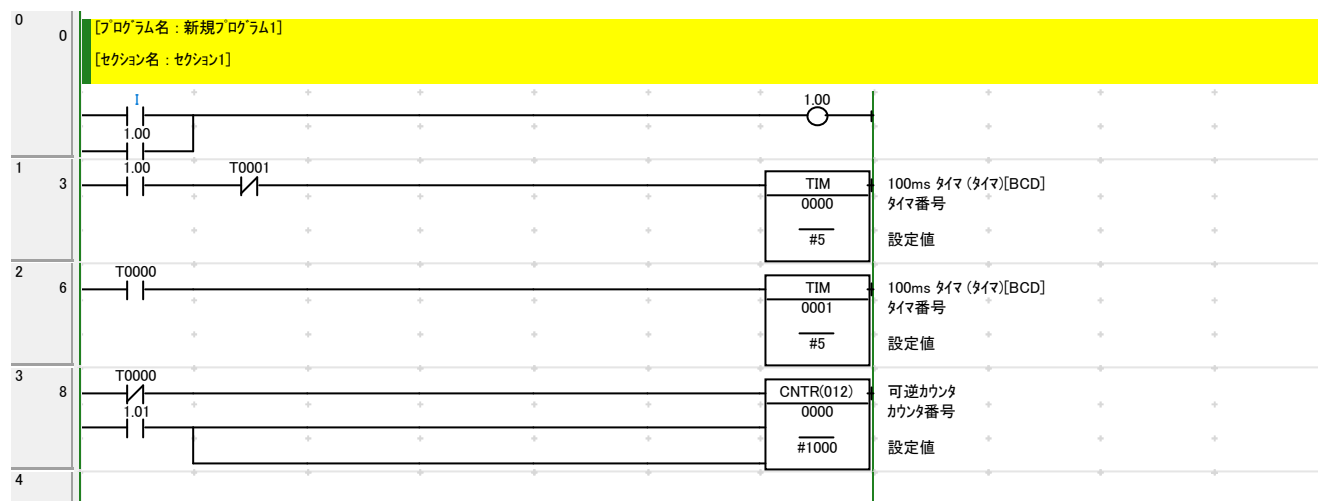 0
0
[ﾌﾟﾛｸﾞﾗﾑ名 : 新規ﾌﾟﾛｸﾞﾗﾑ1]
[ｾｸｼｮﾝ名 : ｾｸｼｮﾝ1]
I
1.00
1.00
1
3
1.00
T0001
TIM
100ms ﾀｲﾏ (ﾀｲﾏ)[BCD]
0000
ﾀｲﾏ番号
#5
設定値
2
6
T0000
TIM
100ms ﾀｲﾏ (ﾀｲﾏ)[BCD]
0001
ﾀｲﾏ番号
#5
設定値
3
8
T0000
CNTR(012)
可逆ｶｳﾝﾀ
1.01
0000
ｶｳﾝﾀ番号
#1000
設定値
4